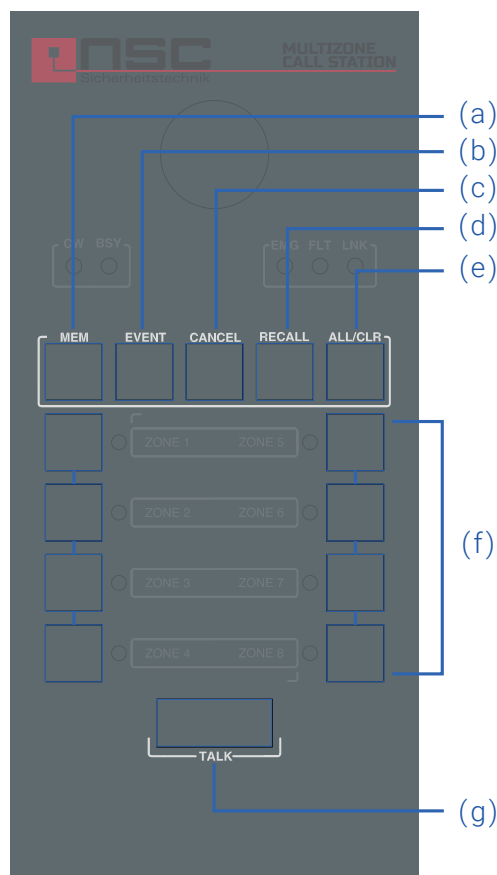 nsc
Sicherheitstechnik
MULTIZONE
CALL STATION
(a)
(b)
(c)
(d)
(e)
CW BSY
EMG FLT LNK
MEM EVENT CANCEL RECALL ALL/CLR
ZONE 1 ZONE 5
ZONE 2 ZONE 6
(f)
ZONE 3 ZONE 7
ZONE 4 ZONE 8
TALK
(g)